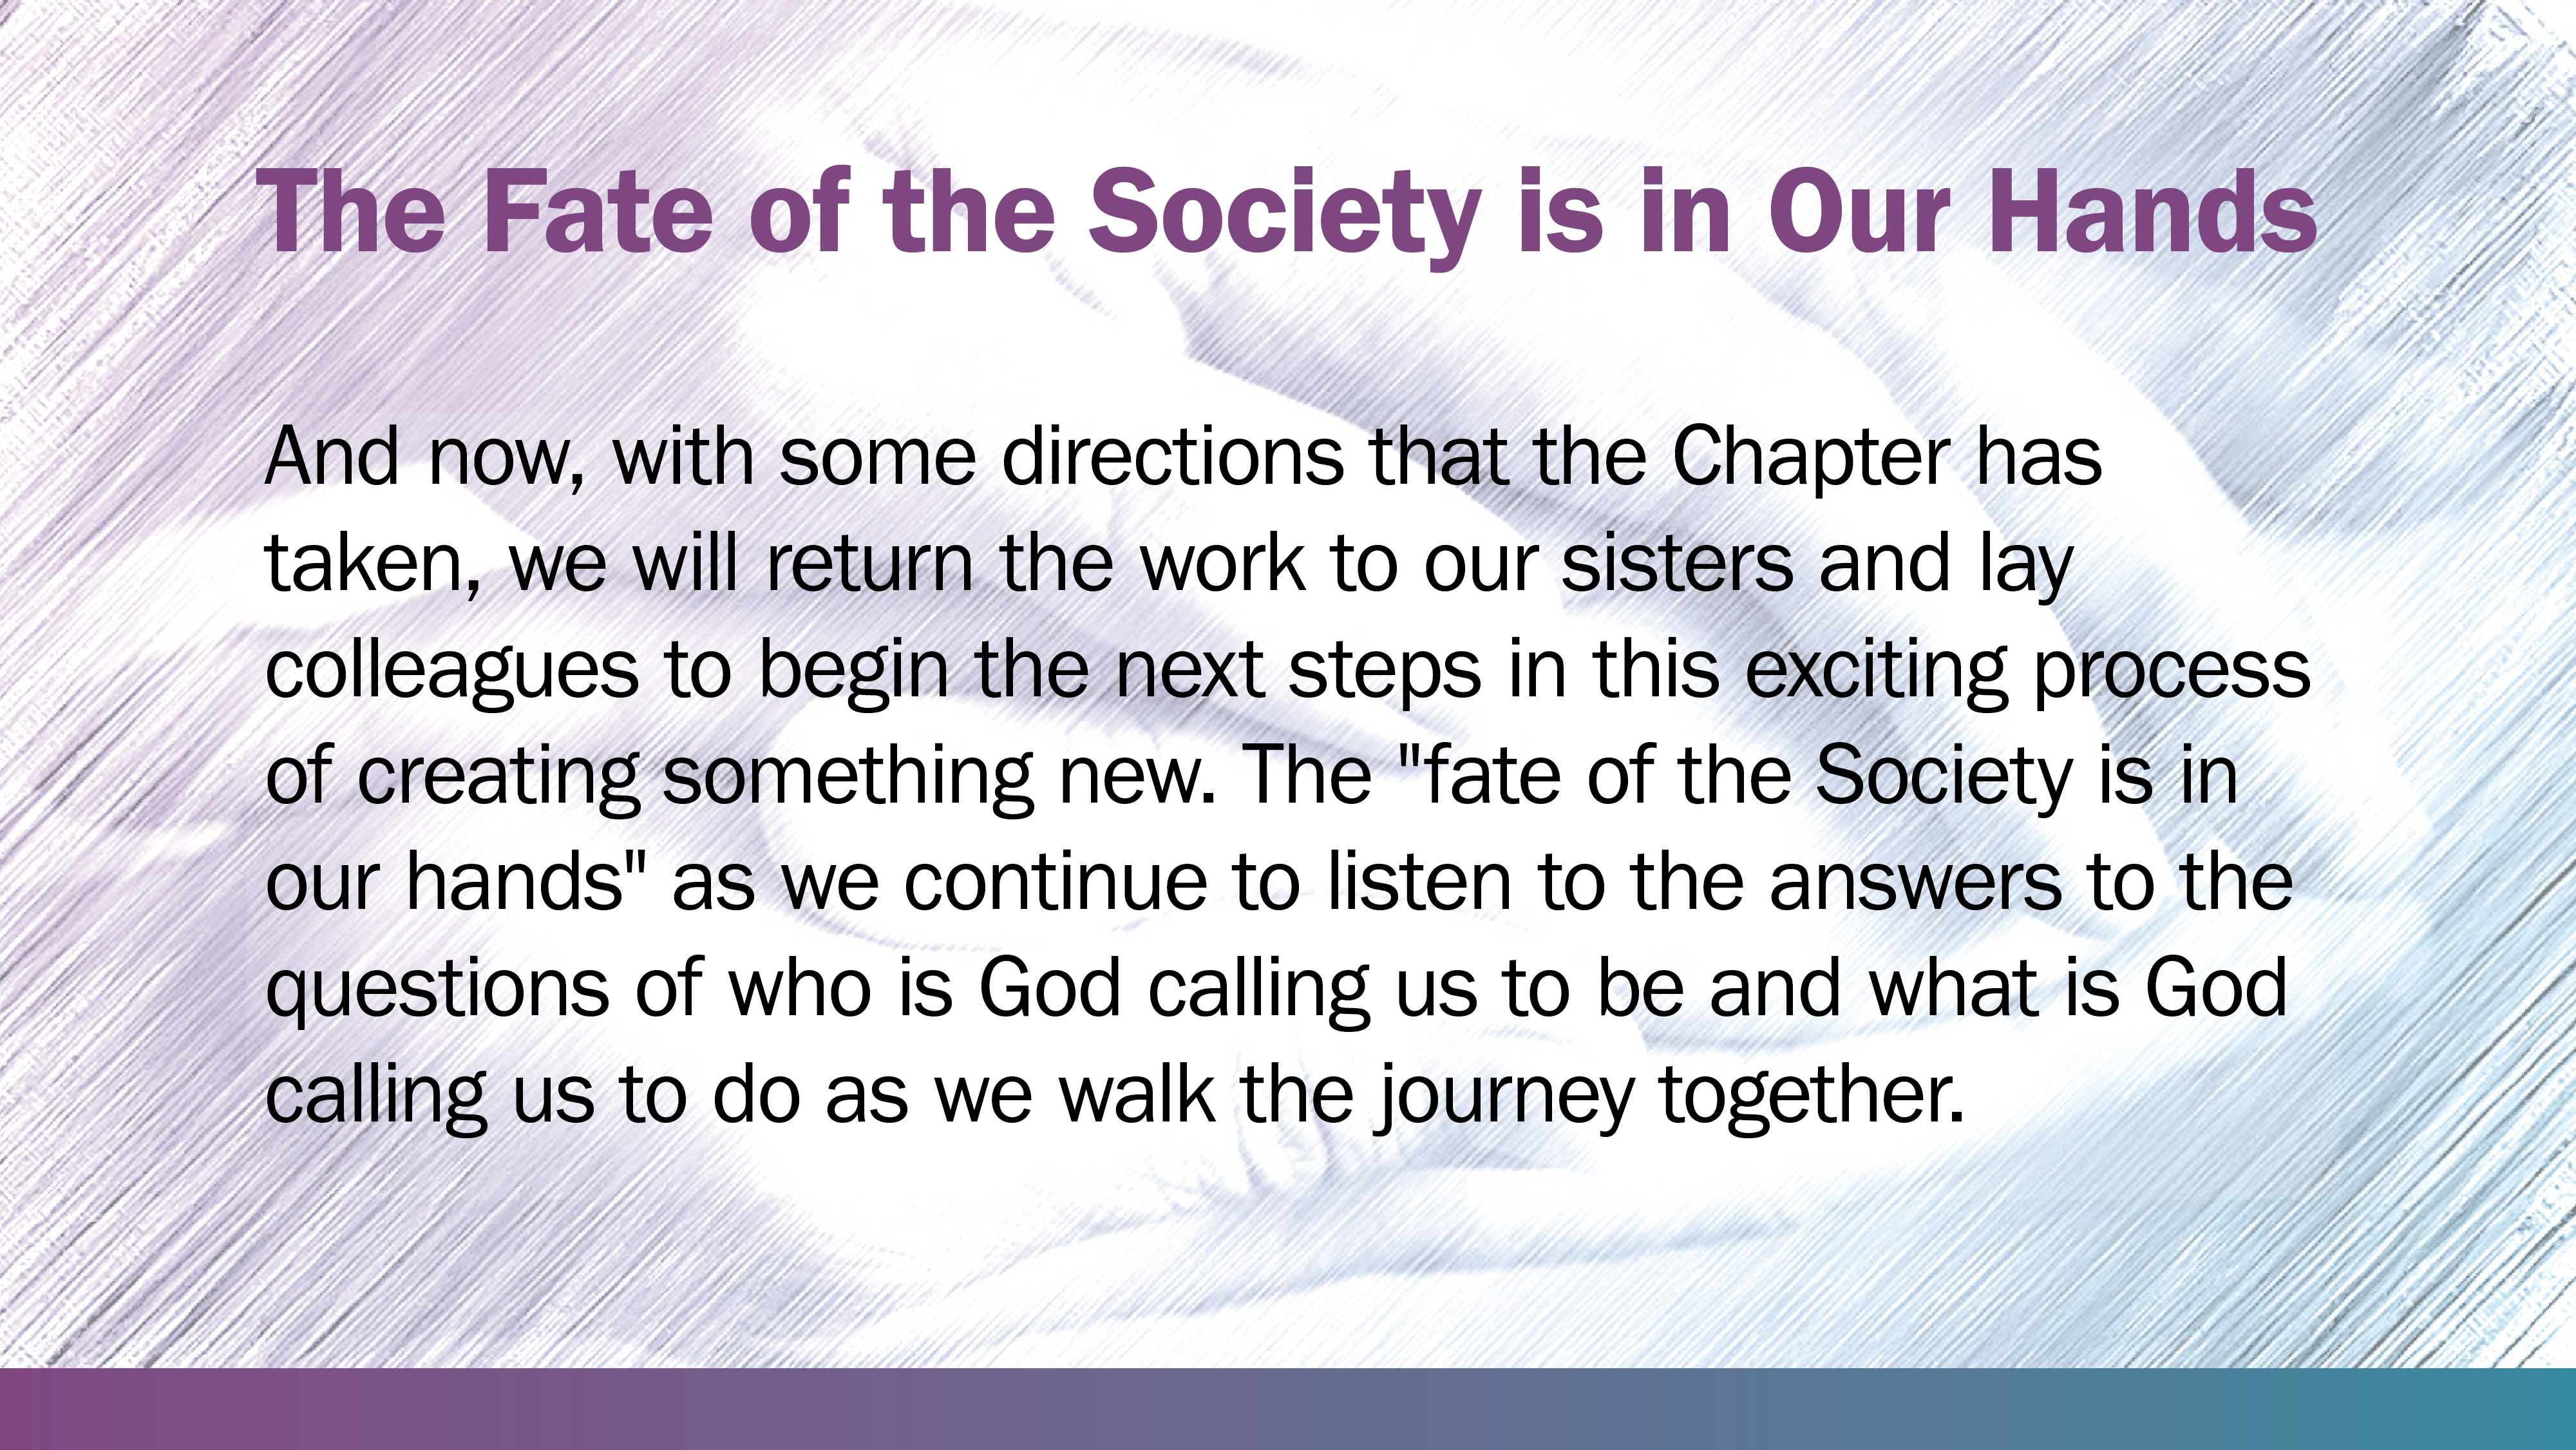 The Fate of the Society is in Our Hands
And now, with some directions that the Chapter has
taken, we will return the work to our sisters and lay
colleagues to begin the next steps in this exciting process
of creating something new. The "fate of the Society is in
our hands" as we continue to listen to the answers to the
questions of who is God calling us to be and what is God
calling us to do as we walk the journey together.